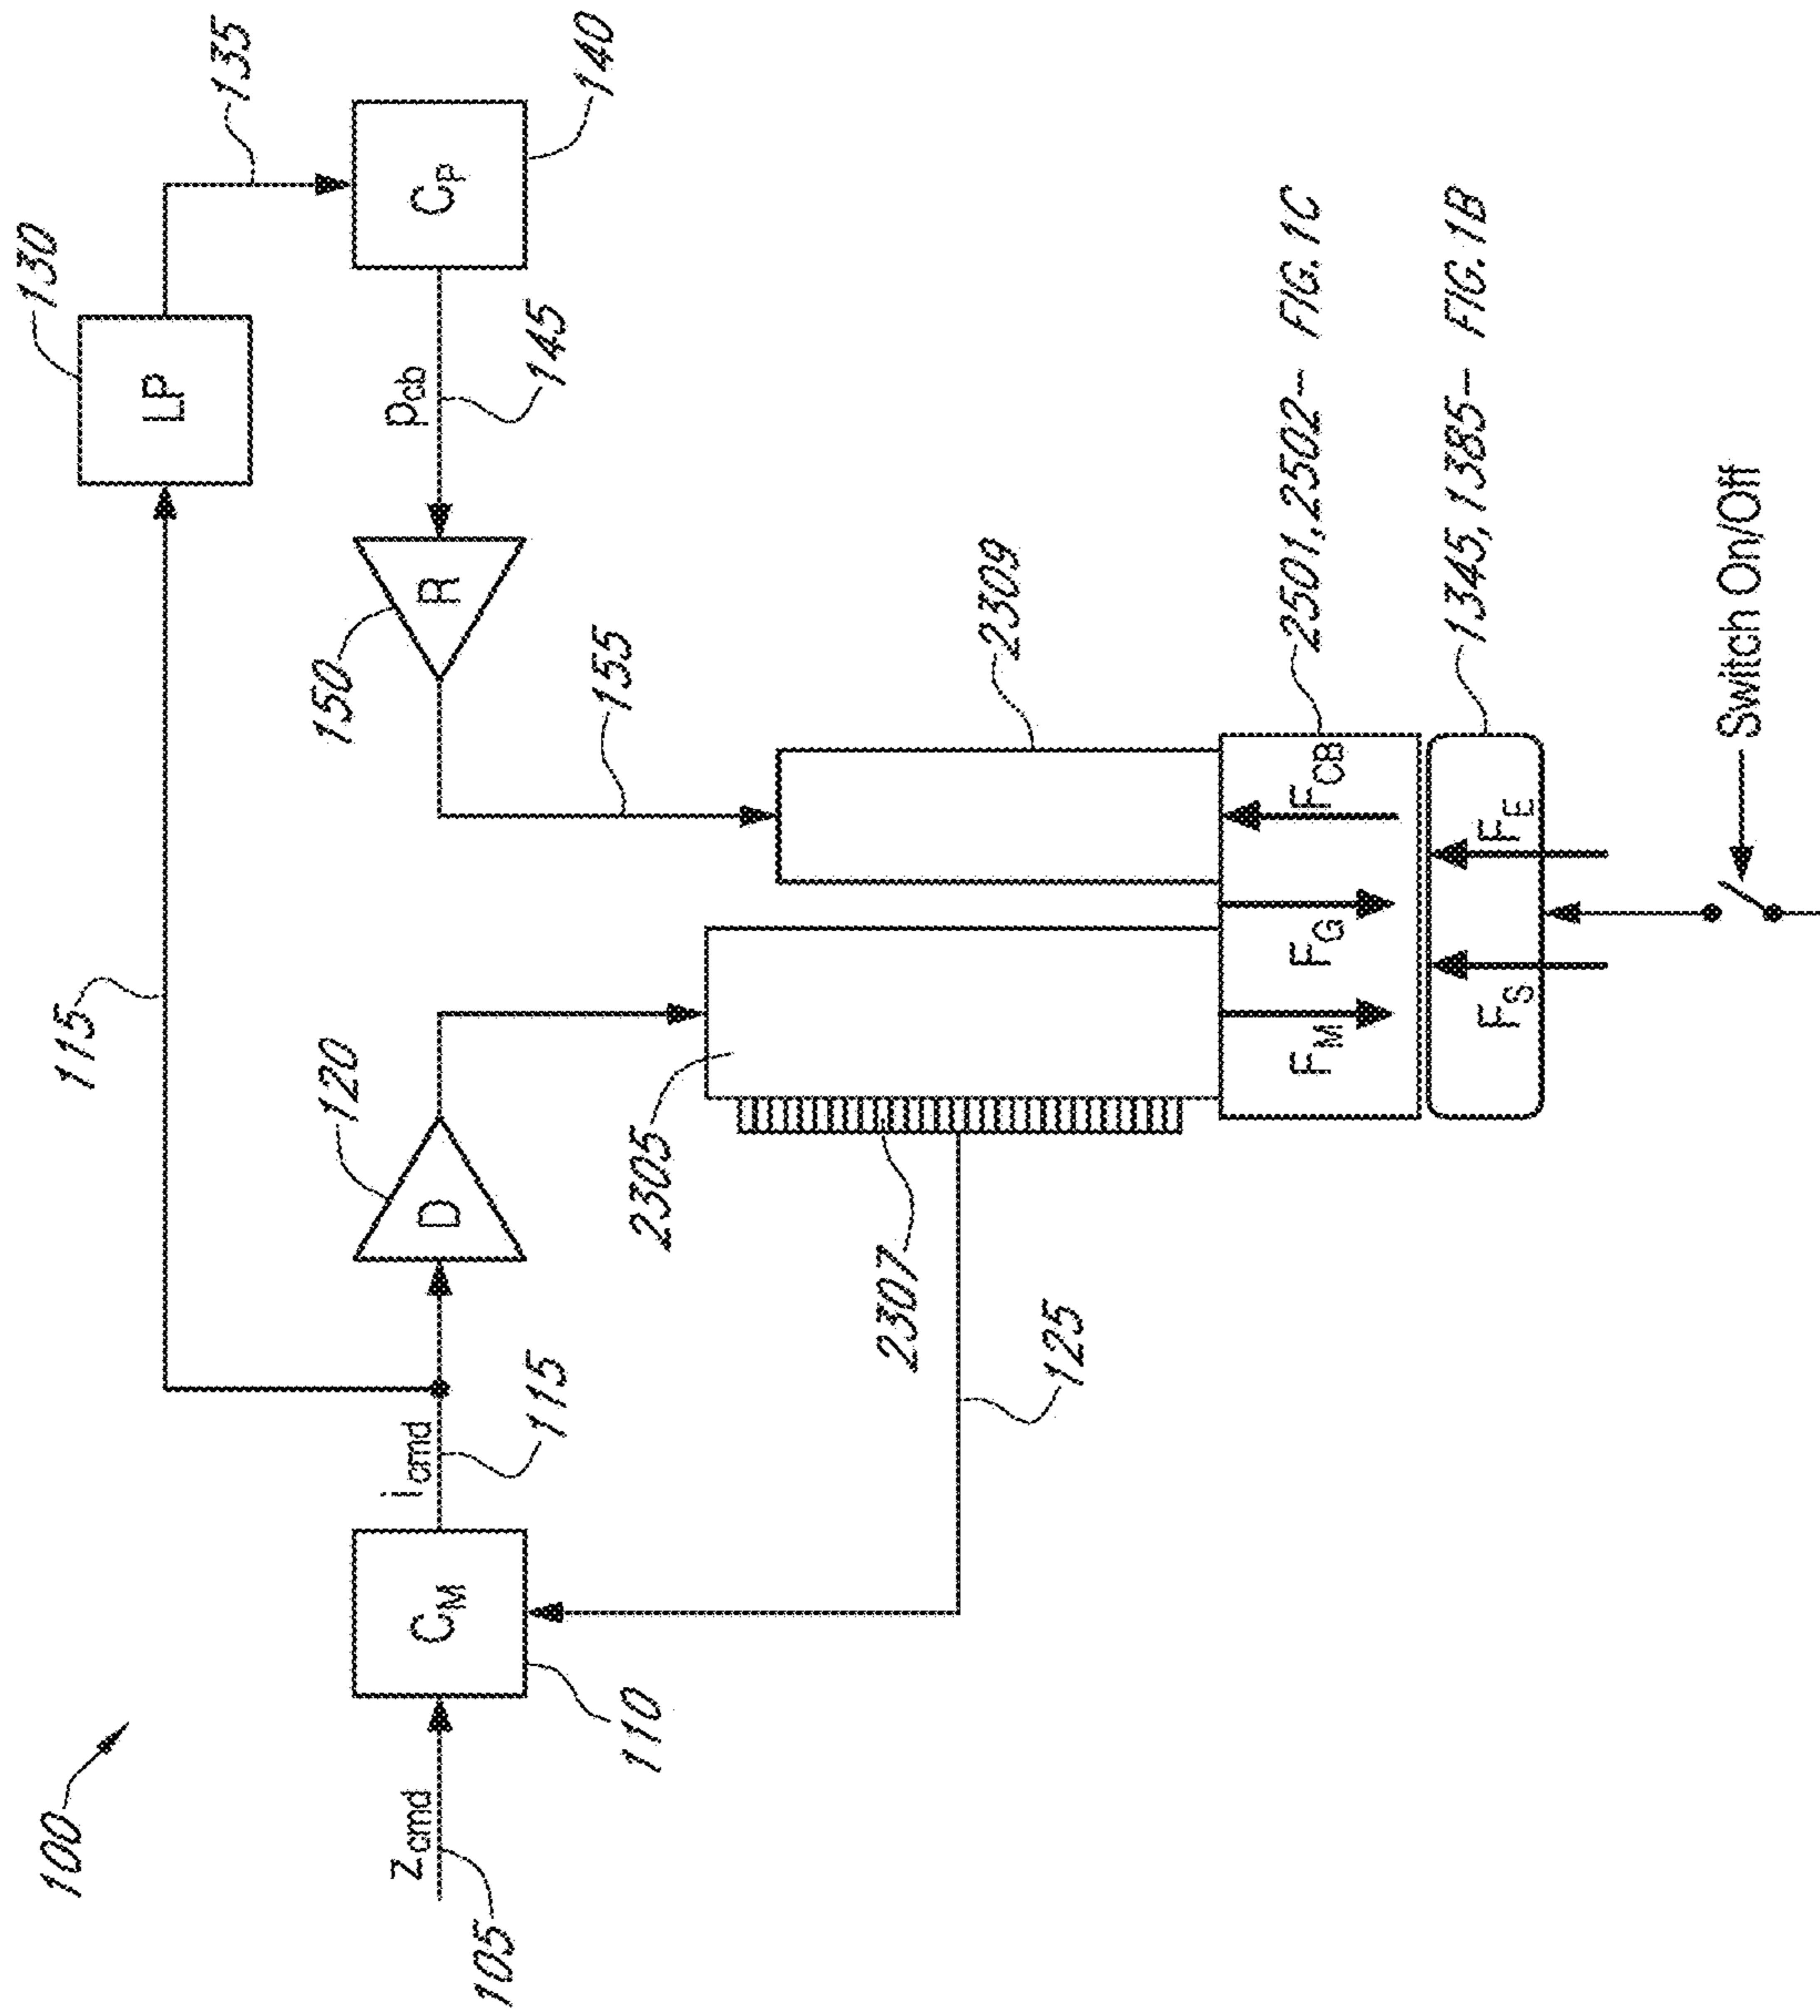 100
115
130
LP
135
z_cmd
105
C_M
110
i_cmd
115
D
120
150
R
p_cb
145
C_P
140
155
2305
2307
125
2309
F_M
F_G
F_CB
2501, 2502 – FIG. 1C
F_S
F_E
1345, 1385 – FIG. 1B
Switch On/Off